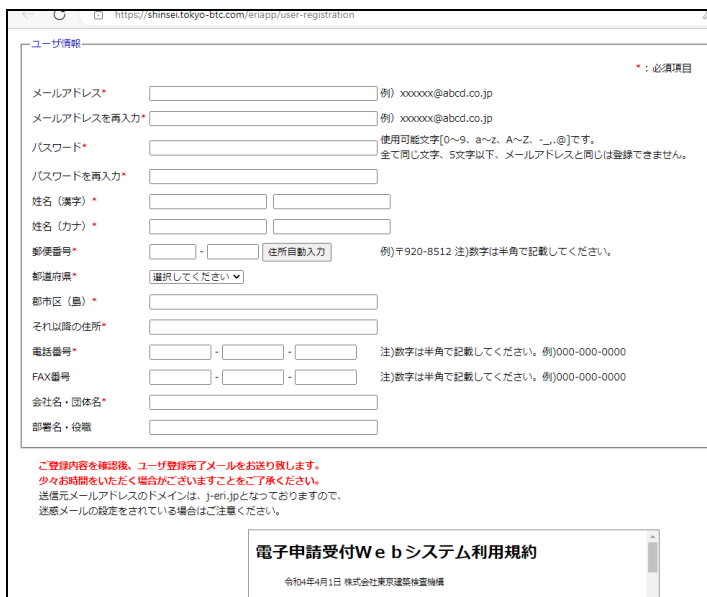 https://shinsei.tokyo-btc.com/eriapp/user-registration
ユーザ情報
*：必須項目
メールアドレス* 例）xxxxxx@abcd.co.jp
メールアドレスを再入力* 例）xxxxxx@abcd.co.jp
パスワード* 使用可能文字[0～9、a～z、A～Z、-_,.@]です。
全て同じ文字、5文字以下、メールアドレスと同じは登録できません。
パスワードを再入力*
姓名（漢字）*
姓名（カナ）*
郵便番号* - 住所自動入力 例)〒920-8512 注)数字は半角で記載してください。
都道府県* 選択してください
郡市区（島）*
それ以降の住所*
電話番号* - - 注)数字は半角で記載してください。例)000-000-0000
FAX番号 - - 注)数字は半角で記載してください。例)000-000-0000
会社名・団体名*
部署名・役職
ご登録内容を確認後、ユーザ登録完了メールをお送り致します。
少々お時間をいただく場合がございますことをご了承ください。
送信元メールアドレスのドメインは、j-eri.jpとなっておりますので、
迷惑メールの設定をされている場合はご注意ください。
電子申請受付Ｗｅｂシステム利用規約
令和4年4月1日 株式会社東京建築検査機構